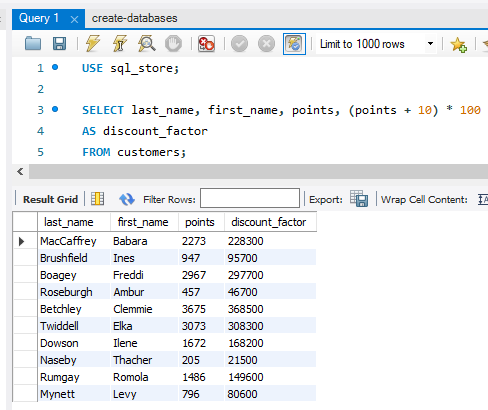 Query 1 × create-databases
Limit to 1000 rows
1 USE sql_store;
2
3 SELECT last_name, first_name, points, (points + 10) * 100
4 AS discount_factor
5 FROM customers;
Result Grid Filter Rows: Export: Wrap Cell Content: IA
last_name first_name points discount_factor
MacCaffrey Babara 2273 228300
Brushfield Ines 947 95700
Boagey Freddi 2967 297700
Roseburgh Ambur 457 46700
Betchley Clemmie 3675 368500
Twiddell Elka 3073 308300
Dowson Ilene 1672 168200
Naseby Thacher 205 21500
Rumgay Romola 1486 149600
Mynett Levy 796 80600